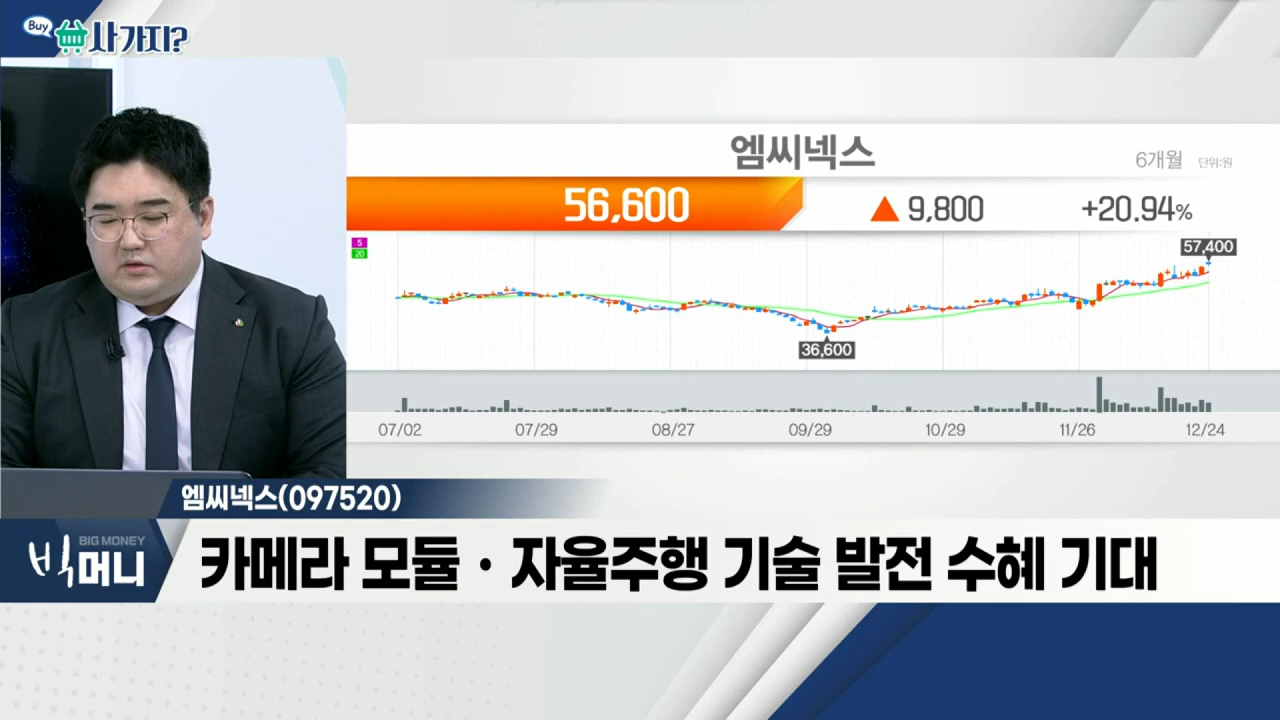 Buy
사가지?
엠씨넥스
6개월 단위:원
56,600 ▲ 9,800 +20.94%
5
20
57,400
36,600
07/02 07/29 08/27 09/29 10/29 11/26 12/24
엠씨넥스(097520)
BIG MONEY
빅머니
카메라 모듈·자율주행 기술 발전 수혜 기대